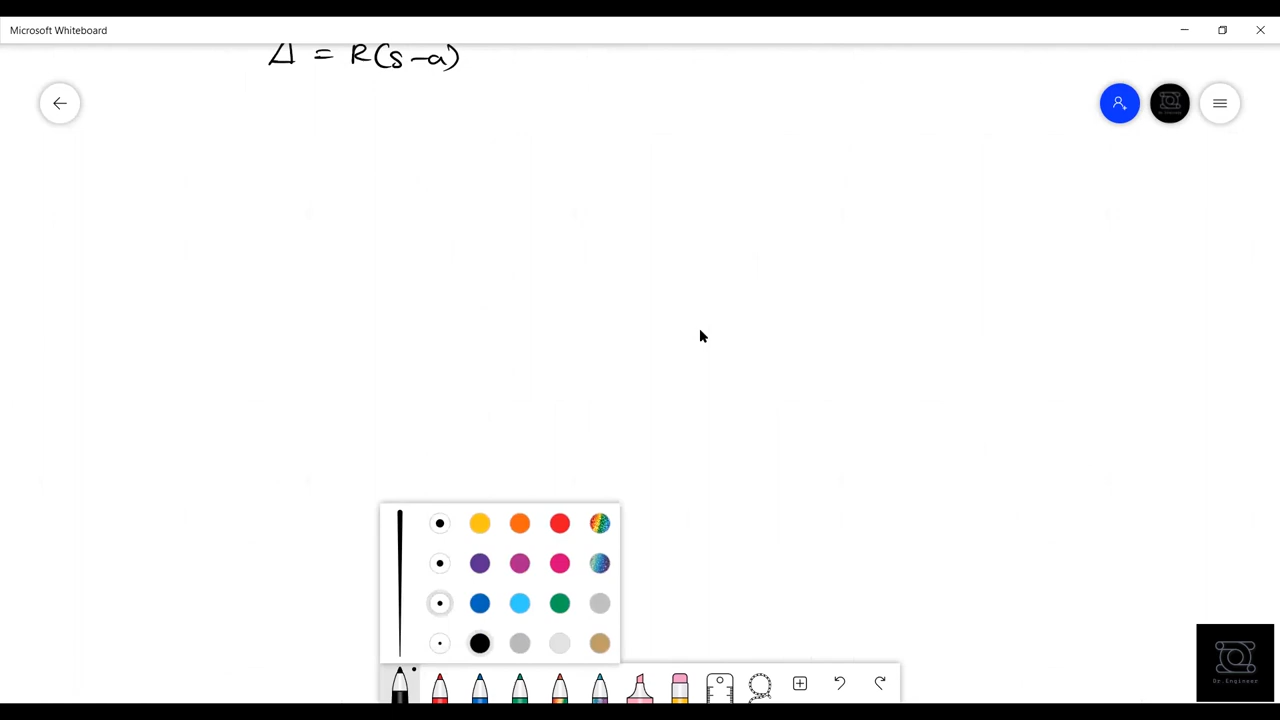 Microsoft Whiteboard
Δ = R(s-a)
Dr.Engineer